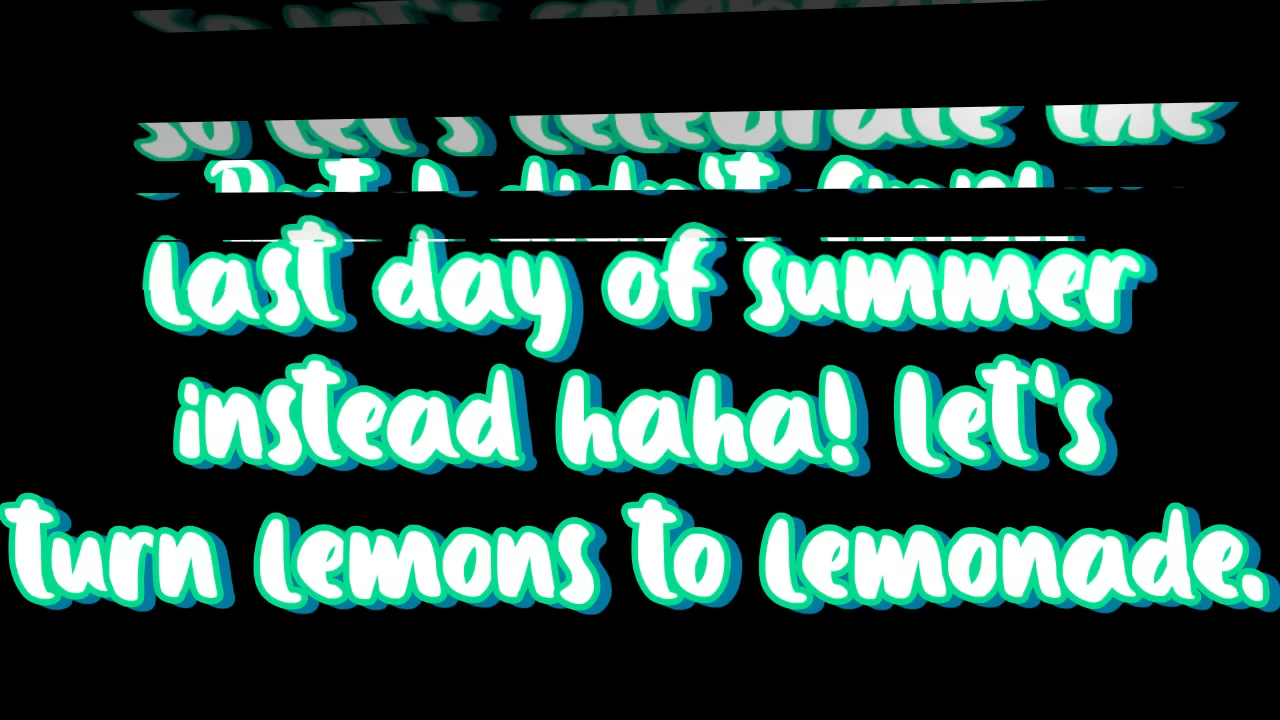 so let's celebrate the
last day of summer
instead haha! Let's
turn lemons to lemonade.